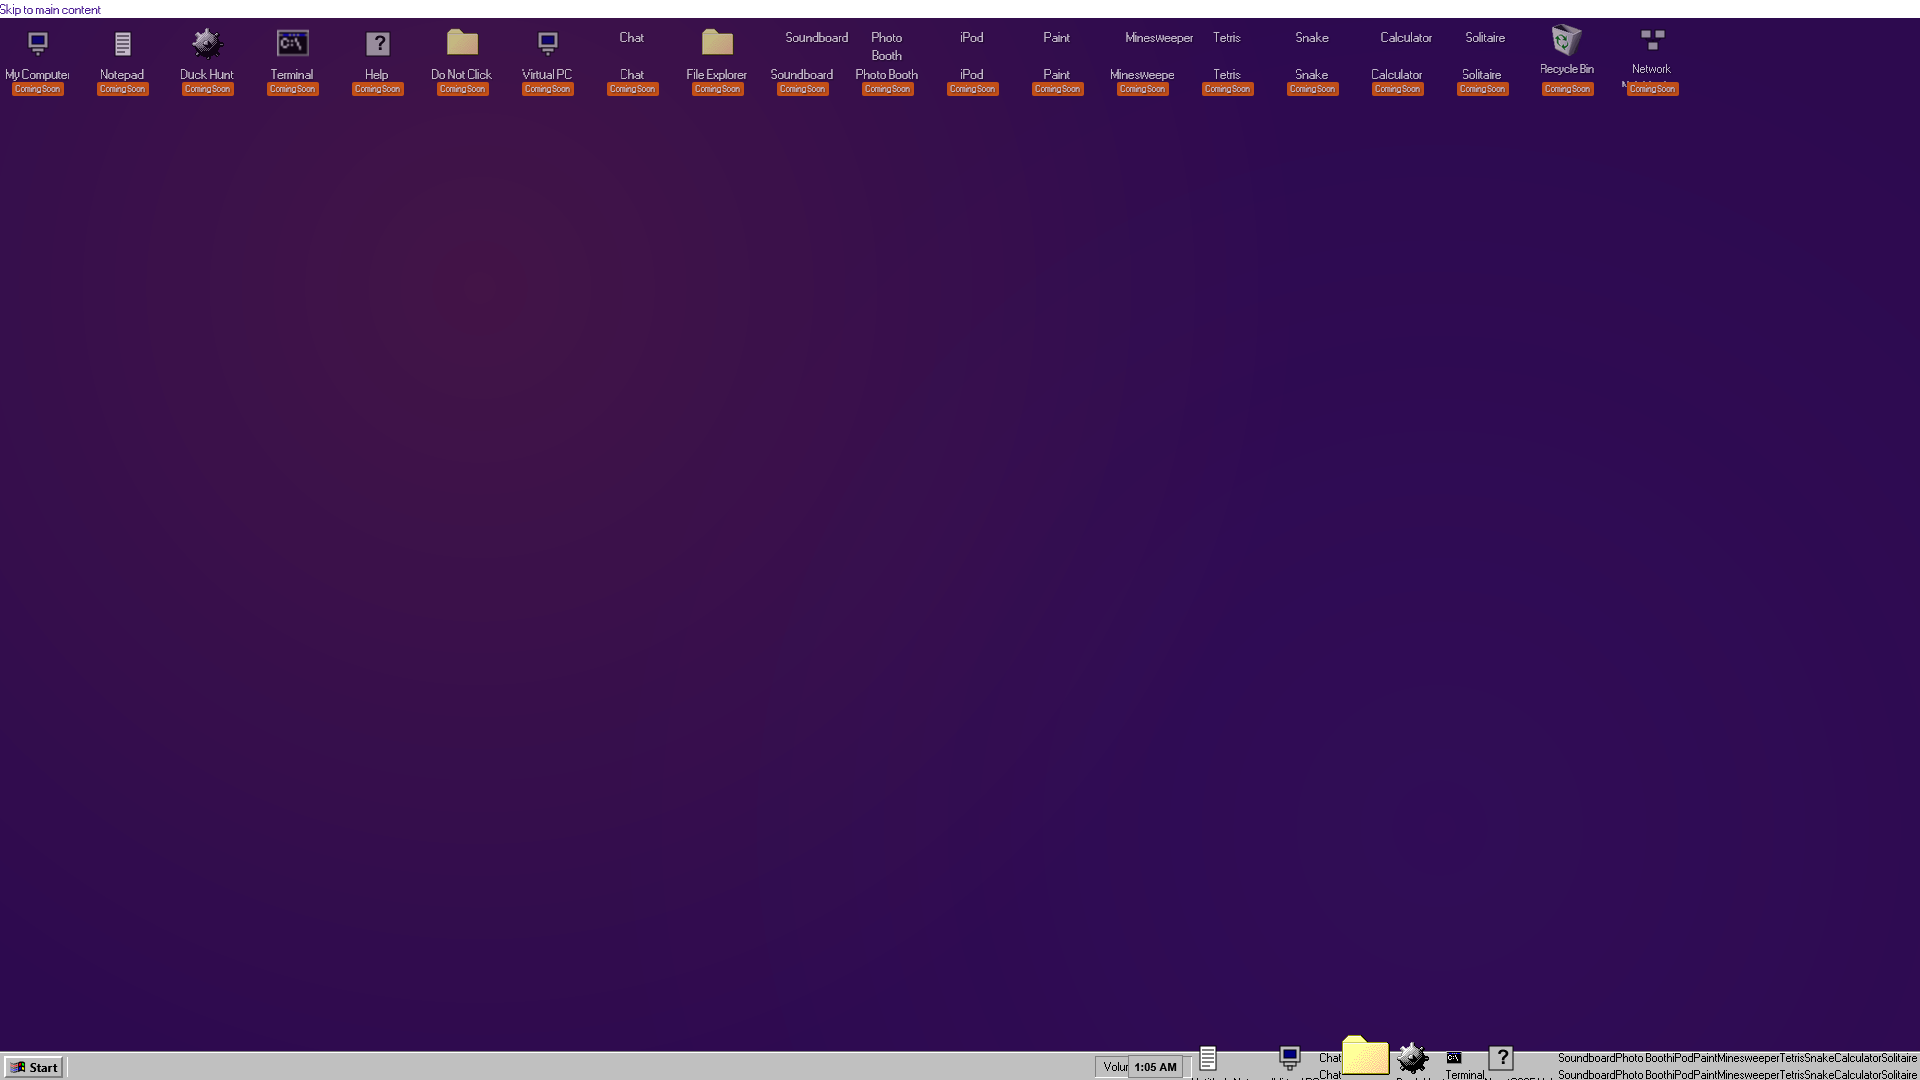 Skip to main content
Chat Soundboard Photo Booth iPod Paint Minesweeper Tetris Snake Calculator Solitaire
My Computer Notepad Duck Hunt Terminal Help Do Not Click Virtual PC Chat File Explorer Soundboard Photo Booth iPod Paint Minesweepe Tetris Snake Calculator Solitaire Recycle Bin Network
Coming Soon Coming Soon Coming Soon Coming Soon Coming Soon Coming Soon Coming Soon Coming Soon Coming Soon Coming Soon Coming Soon Coming Soon Coming Soon Coming Soon Coming Soon Coming Soon Coming Soon Coming Soon Coming Soon Coming Soon
Chat SoundboardPhoto BoothiPodPaintMinesweeperTetrisSnakeCalculatorSolitaire
Start Volur 1:05 AM
Chat Terminal SoundboardPhoto BoothiPodPaintMinesweeperTetrisSnakeCalculatorSolitaire